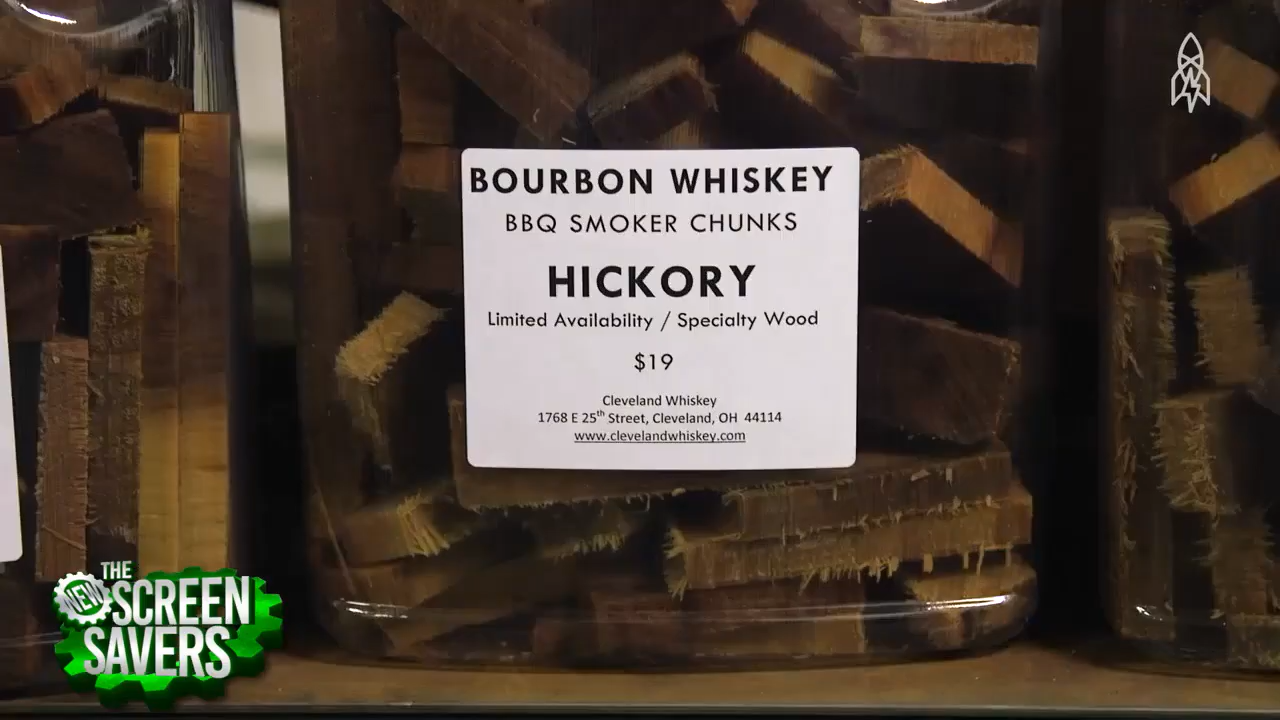 BOURBON WHISKEY
BBQ SMOKER CHUNKS
HICKORY
Limited Availability / Specialty Wood
$19
Cleveland Whiskey
1768 E 25th Street, Cleveland, OH 44114
www.clevelandwhiskey.com
THE
NEW SCREEN
SAVERS